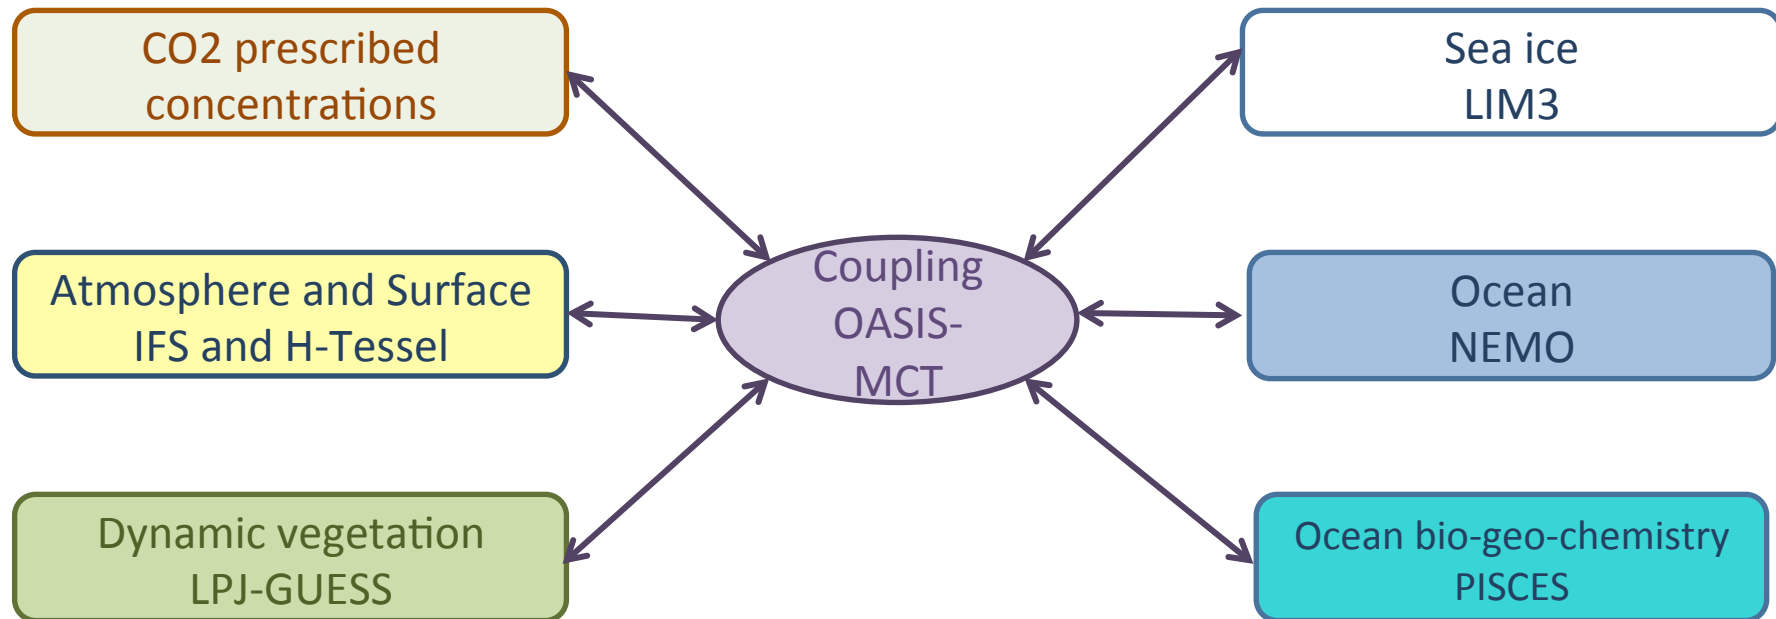 CO2 prescribed
concentrations
Sea ice
LIM3
Atmosphere and Surface
IFS and H-Tessel
Coupling
OASIS-
MCT
Ocean
NEMO
Dynamic vegetation
LPJ-GUESS
Ocean bio-geo-chemistry
PISCES